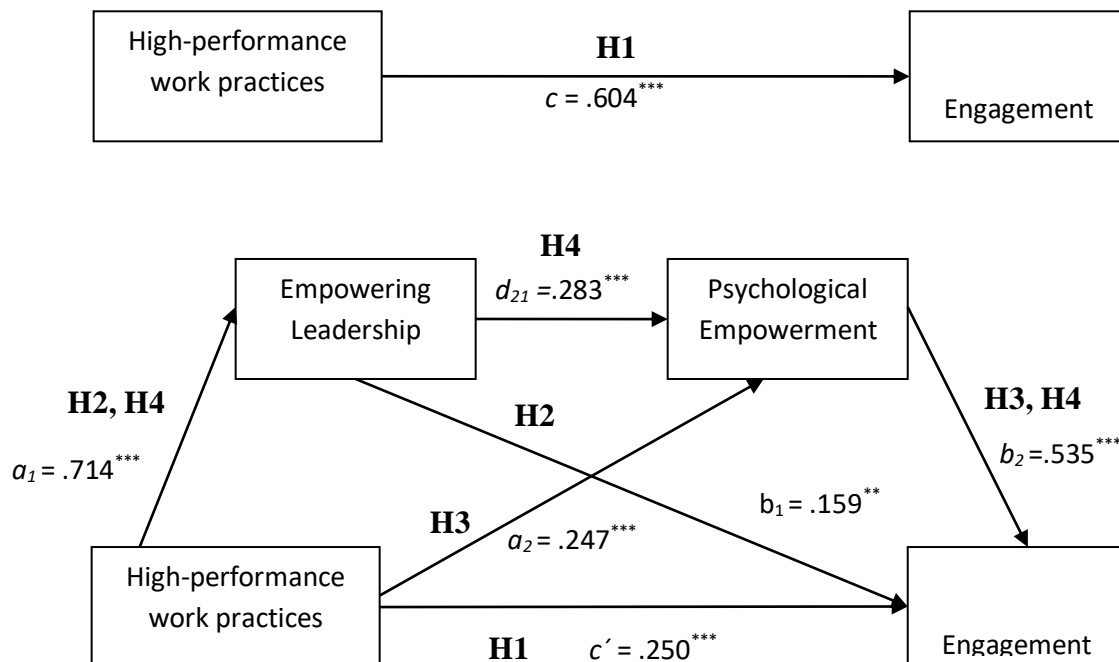 High-performance
work practices
H1
c = .604***
Engagement
Empowering
Leadership
H4
d21 =.283***
Psychological
Empowerment
H2, H4
a1 = .714***
H2
H3, H4
b2 =.535***
H3
a2 = .247***
b1 = .159**
High-performance
work practices
H1
c´ = .250***
Engagement